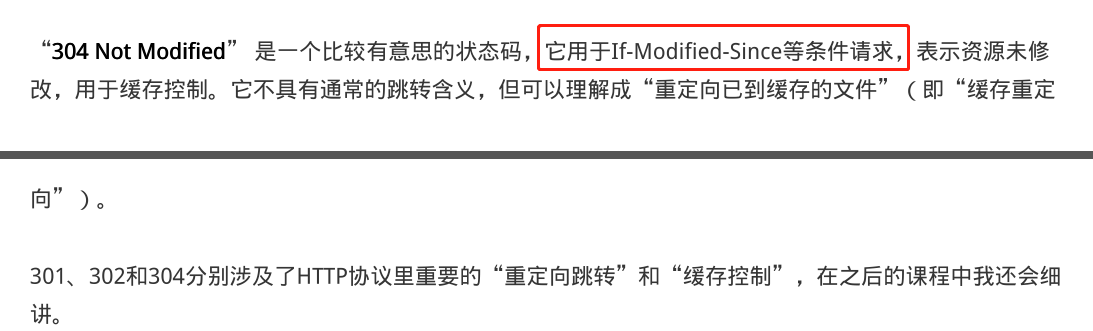 “304 Not Modified” 是一个比较有意思的状态码，它用于If-Modified-Since等条件请求，表示资源未修
改，用于缓存控制。它不具有通常的跳转含义，但可以理解成“重定向已到缓存的文件”（即“缓存重定
向”）。
301、302和304分别涉及了HTTP协议里重要的“重定向跳转”和“缓存控制”，在之后的课程中我还会细
讲。